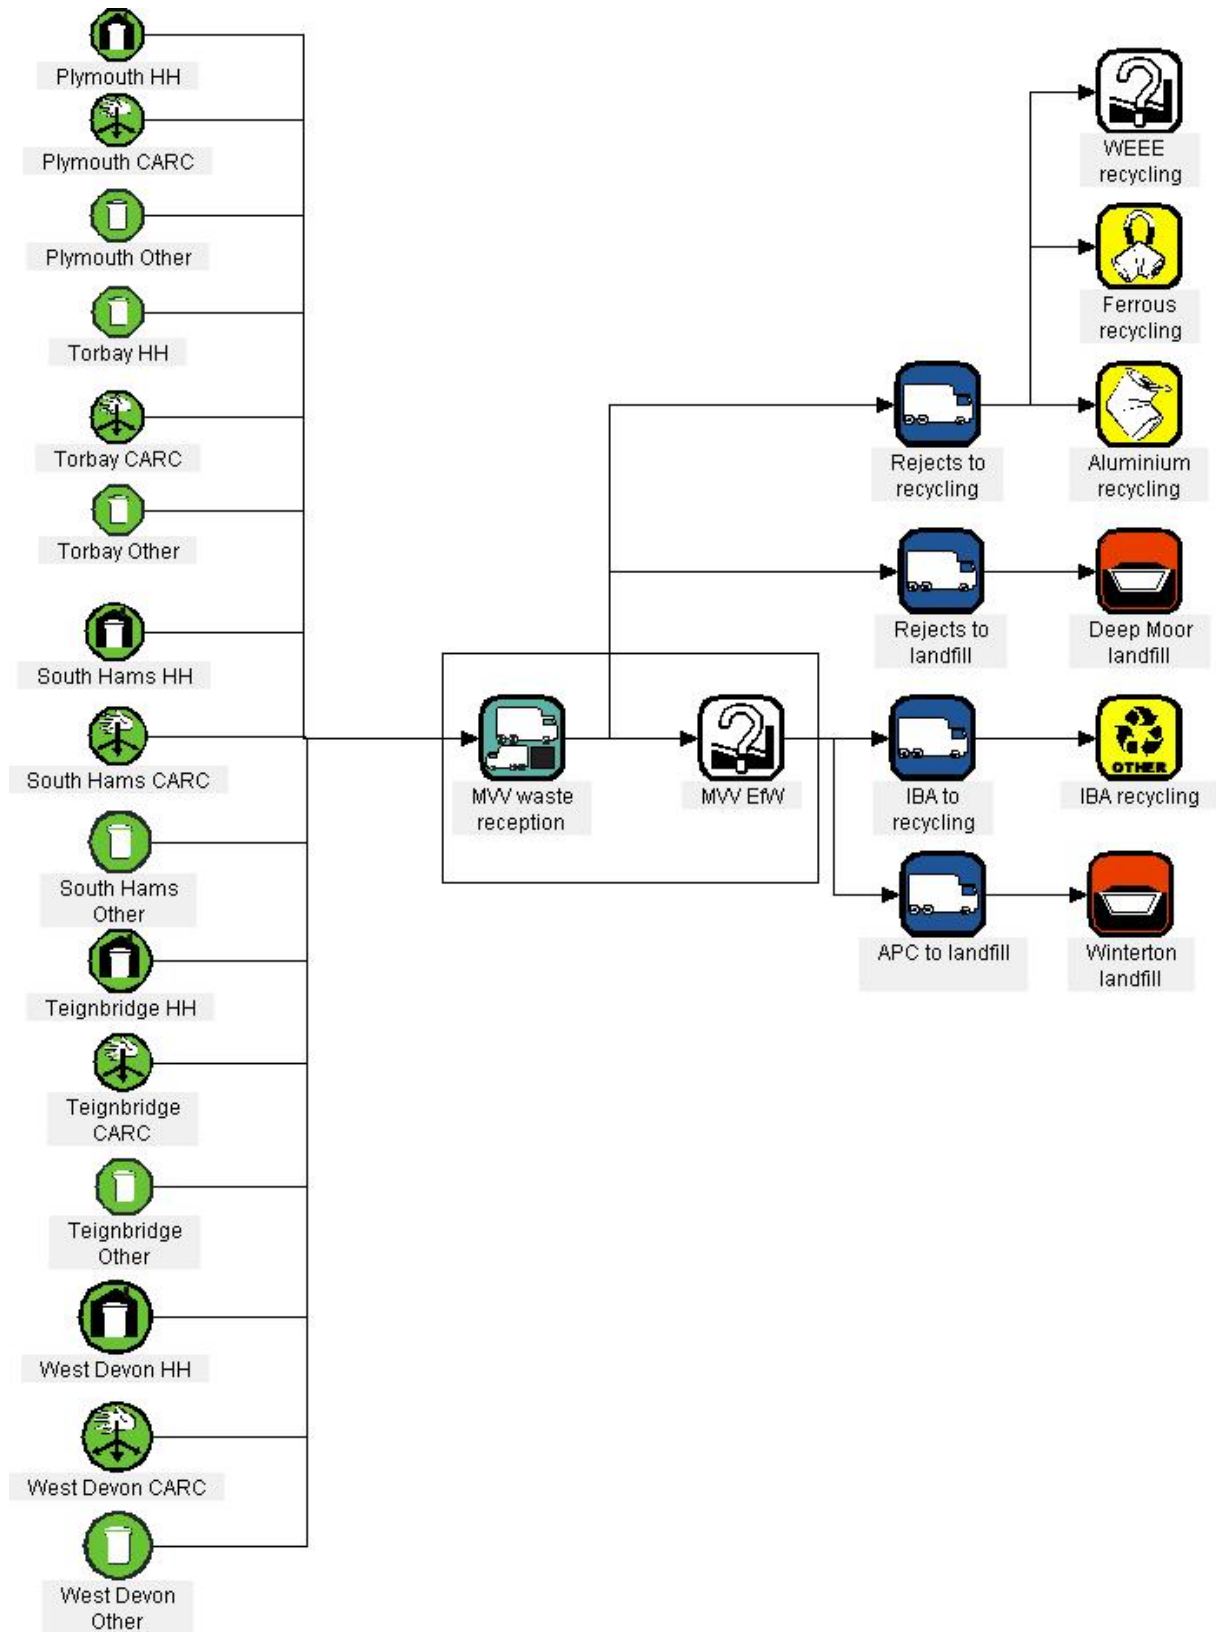 Plymouth HH
Plymouth CARC
Plymouth Other
Torbay HH
Torbay CARC
Torbay Other
South Hams HH
South Hams CARC
South Hams
Other
Teignbridge HH
Teignbridge
CARC
Teignbridge
Other
West Devon HH
West Devon CARC
West Devon
Other
MVV waste
reception
MVV EfW
Rejects to
recycling
Rejects to
landfill
IBA to
recycling
APC to landfill
WEEE
recycling
Ferrous
recycling
Aluminium
recycling
Deep Moor
landfill
OTHER
IBA recycling
Winterton
landfill